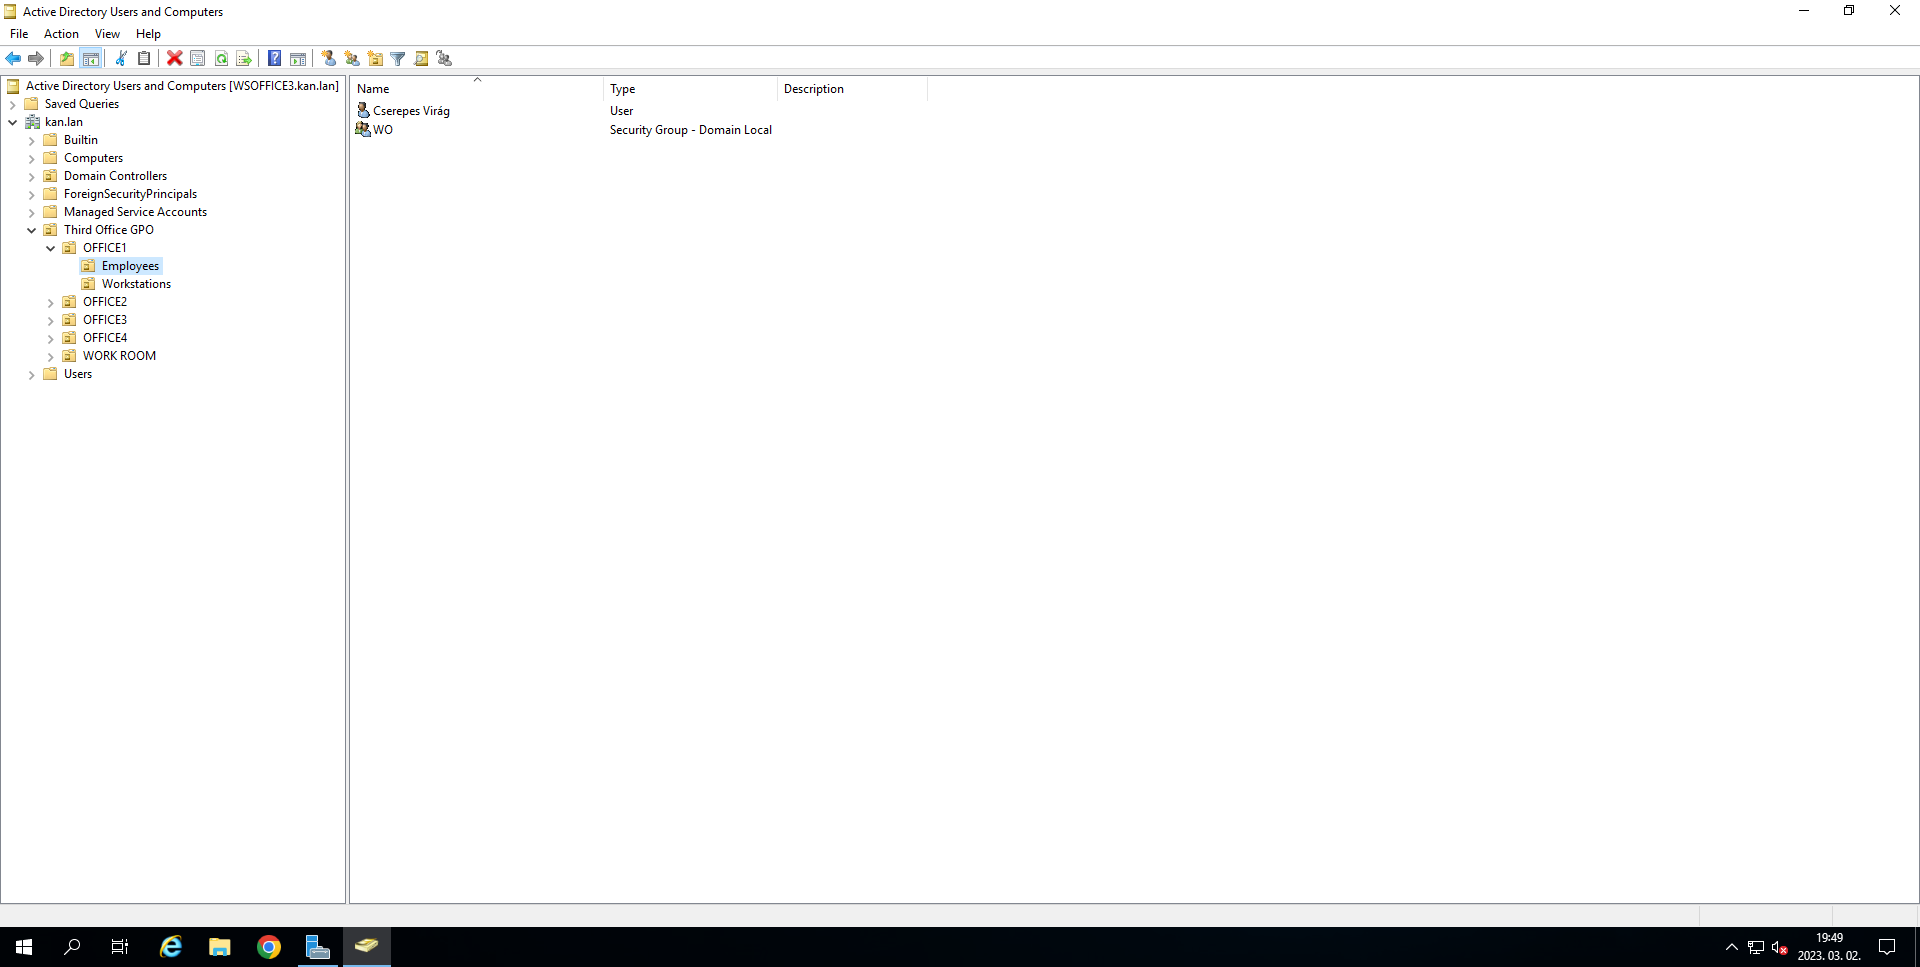 Active Directory Users and Computers
File Action View Help
Active Directory Users and Computers [WSOFFICE3.kan.lan]
Saved Queries
kan.lan
Builtin
Computers
Domain Controllers
ForeignSecurityPrincipals
Managed Service Accounts
Third Office GPO
OFFICE1
Employees
Workstations
OFFICE2
OFFICE3
OFFICE4
WORK ROOM
Users
Name Type Description
Cserepes Virág User
WO Security Group - Domain Local
19:49
2023. 03. 02.